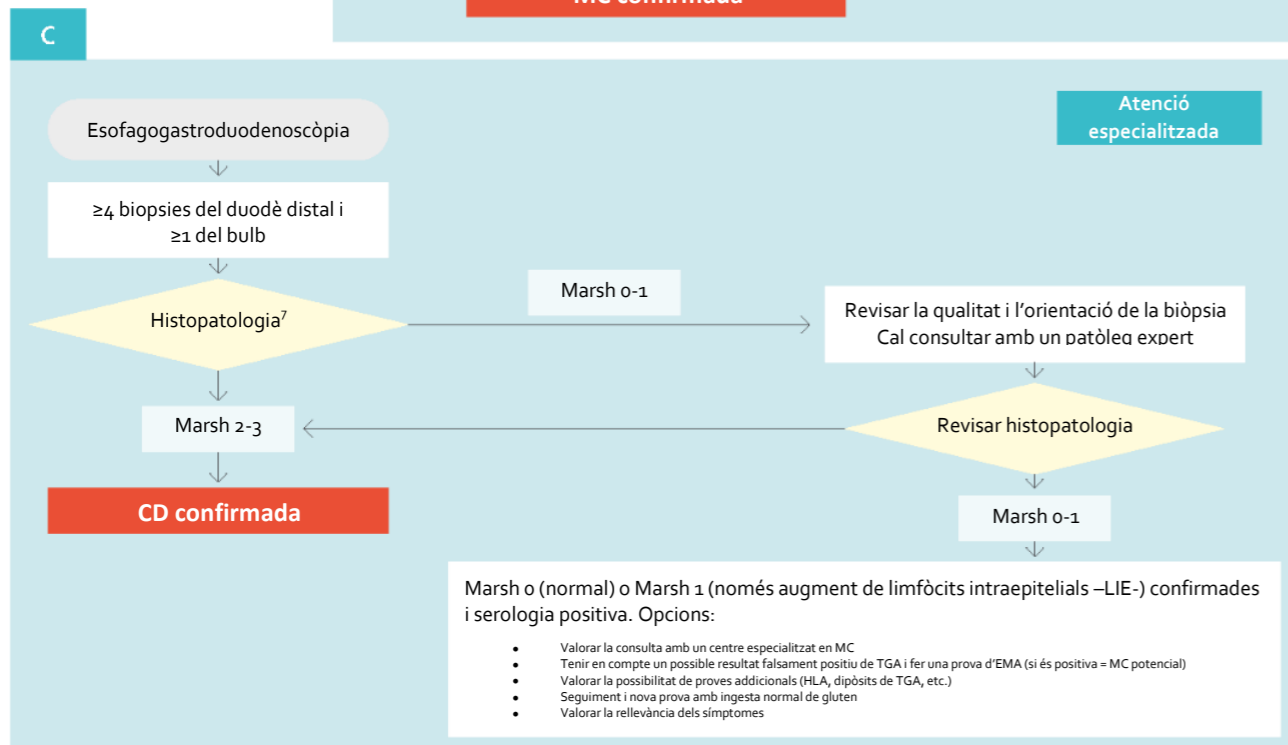 MC confirmada
C
Atenció
especialitzada
Esofagogastroduodenoscòpia
≥4 biopsies del duodè distal i
≥1 del bulb
Histopatologia⁷
Marsh 0-1
Revisar la qualitat i l'orientació de la biòpsia
Cal consultar amb un patòleg expert
Marsh 2-3
Revisar histopatologia
CD confirmada
Marsh 0-1
Marsh 0 (normal) o Marsh 1 (només augment de limfòcits intraepitelials –LIE-) confirmades
i serologia positiva. Opcions:
• Valorar la consulta amb un centre especialitzat en MC
• Tenir en compte un possible resultat falsament positiu de TGA i fer una prova d'EMA (si és positiva = MC potencial)
• Valorar la possibilitat de proves addicionals (HLA, dipòsits de TGA, etc.)
• Seguiment i nova prova amb ingesta normal de gluten
• Valorar la rellevància dels símptomes